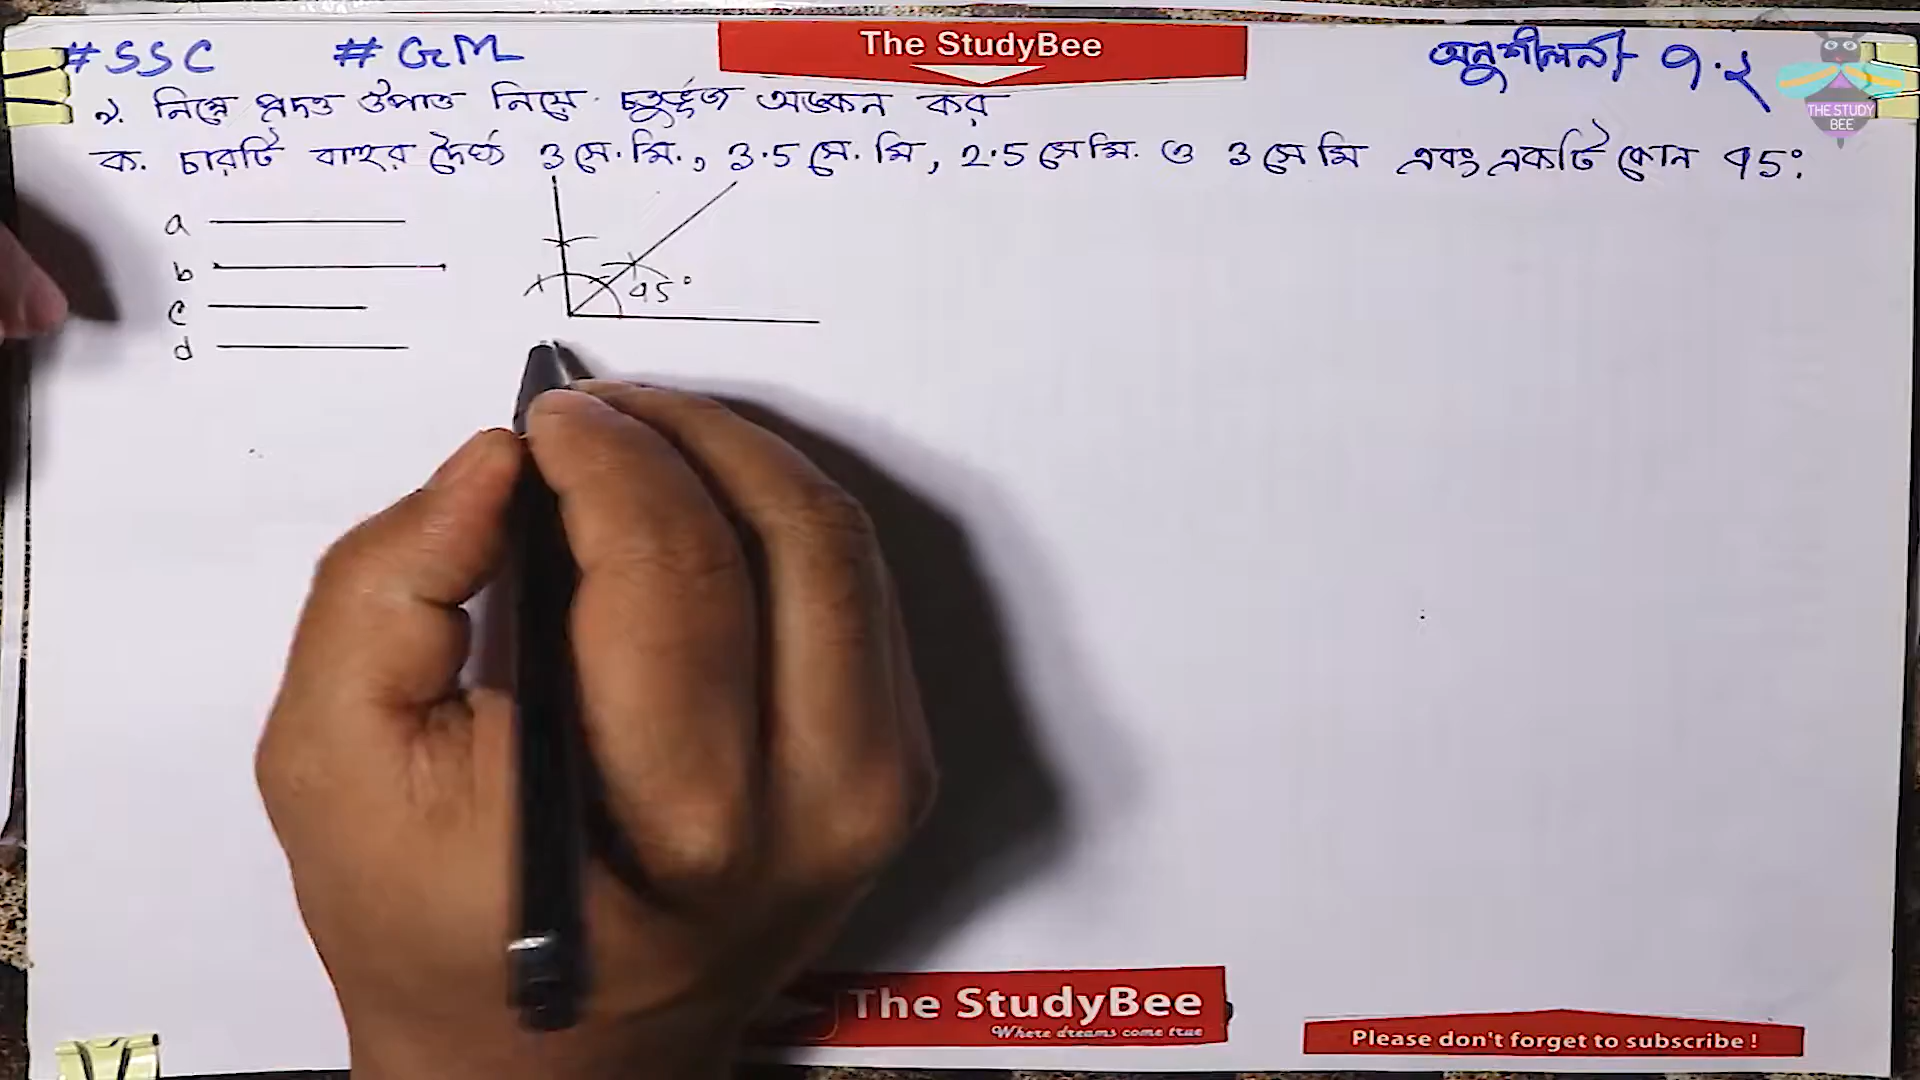 The StudyBee
#SSC #GM অনুশীলনী ৭.২
THE STUDY BEE
২. নিম্নে প্রদত্ত উপাত্ত নিয়ে চতুর্ভুজ অঙ্কন কর
ক. চারটি বাহুর দৈর্ঘ্য 3 সে.মি., 3.5 সে.মি, 2.5 সেমি. ও 3 সেমি এবং একটি কোন 45°
a
b
c
d
45°
The StudyBee
Where dreams come true
Please don't forget to subscribe !